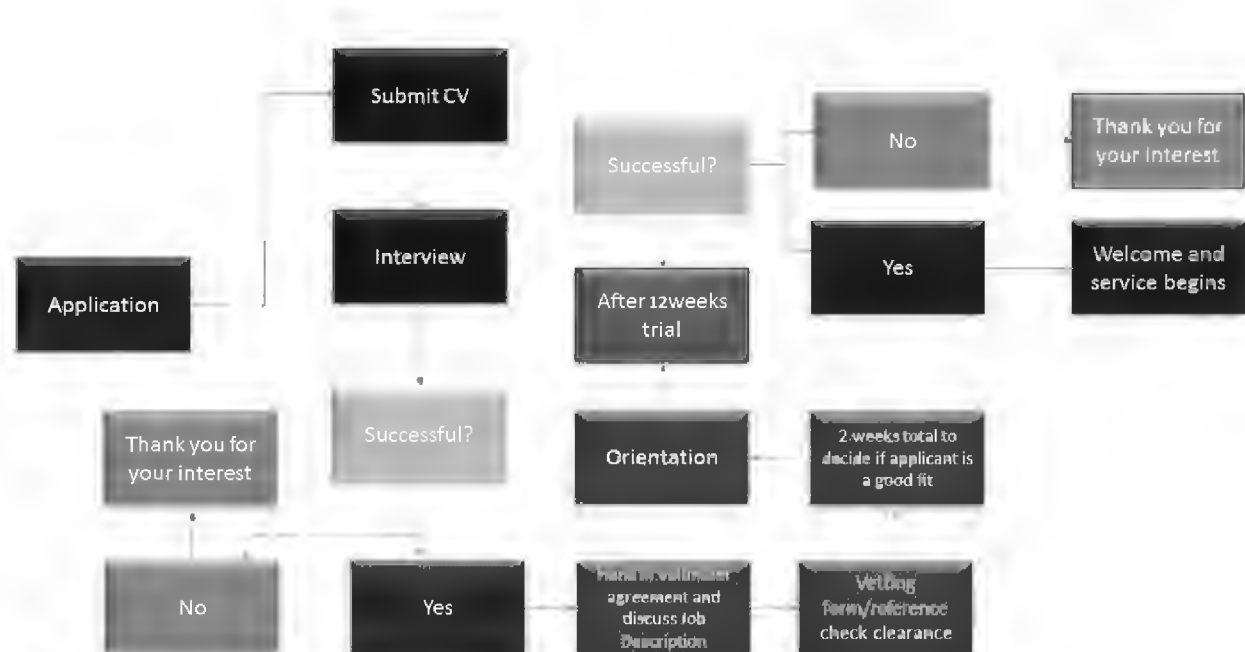 Application
Submit CV
Interview
Successful?
No
Thank you for
your interest
Yes
agreement and
discuss Job
Description
Vetting
form/reference
check clearance
2 weeks total to
decide if applicant is
a good fit
Orientation
After 12weeks
trial
Successful?
No
Thank you for
your interest
Yes
Welcome and
service begins